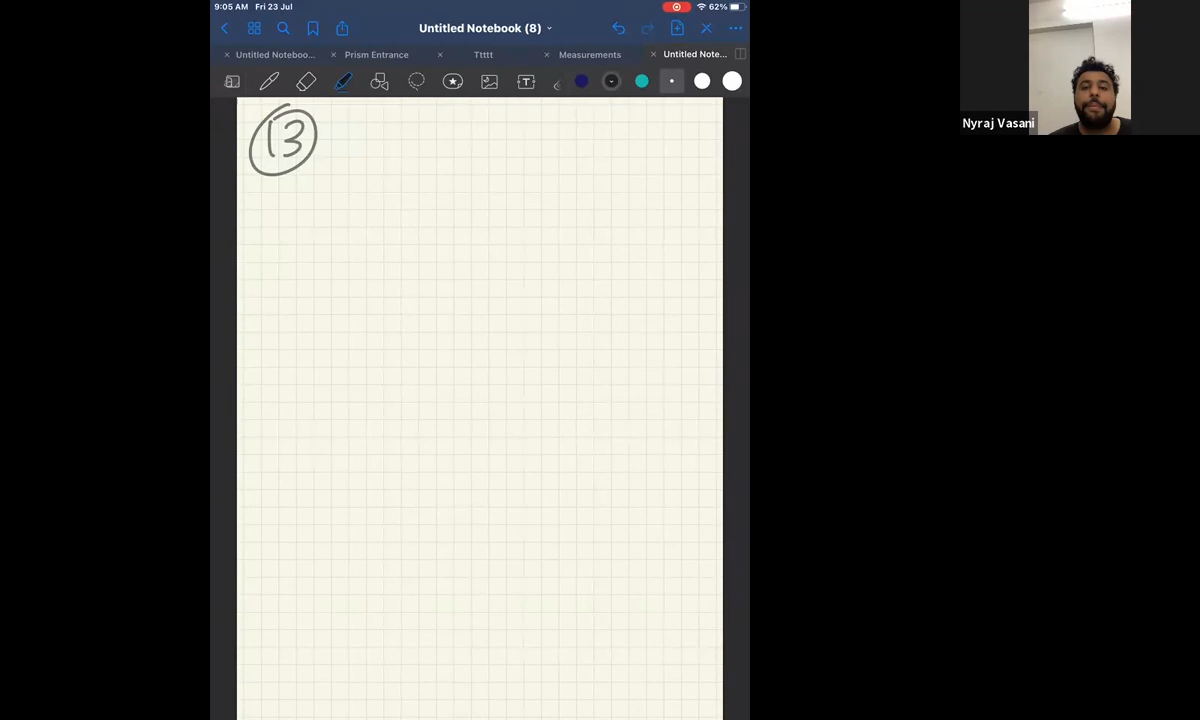 9:05 AM Fri 23 Jul 62%
Untitled Notebook (8)
Untitled Noteboo... Prism Entrance Ttttt Measurements Untitled Note...
T
13
Nyraj Vasani